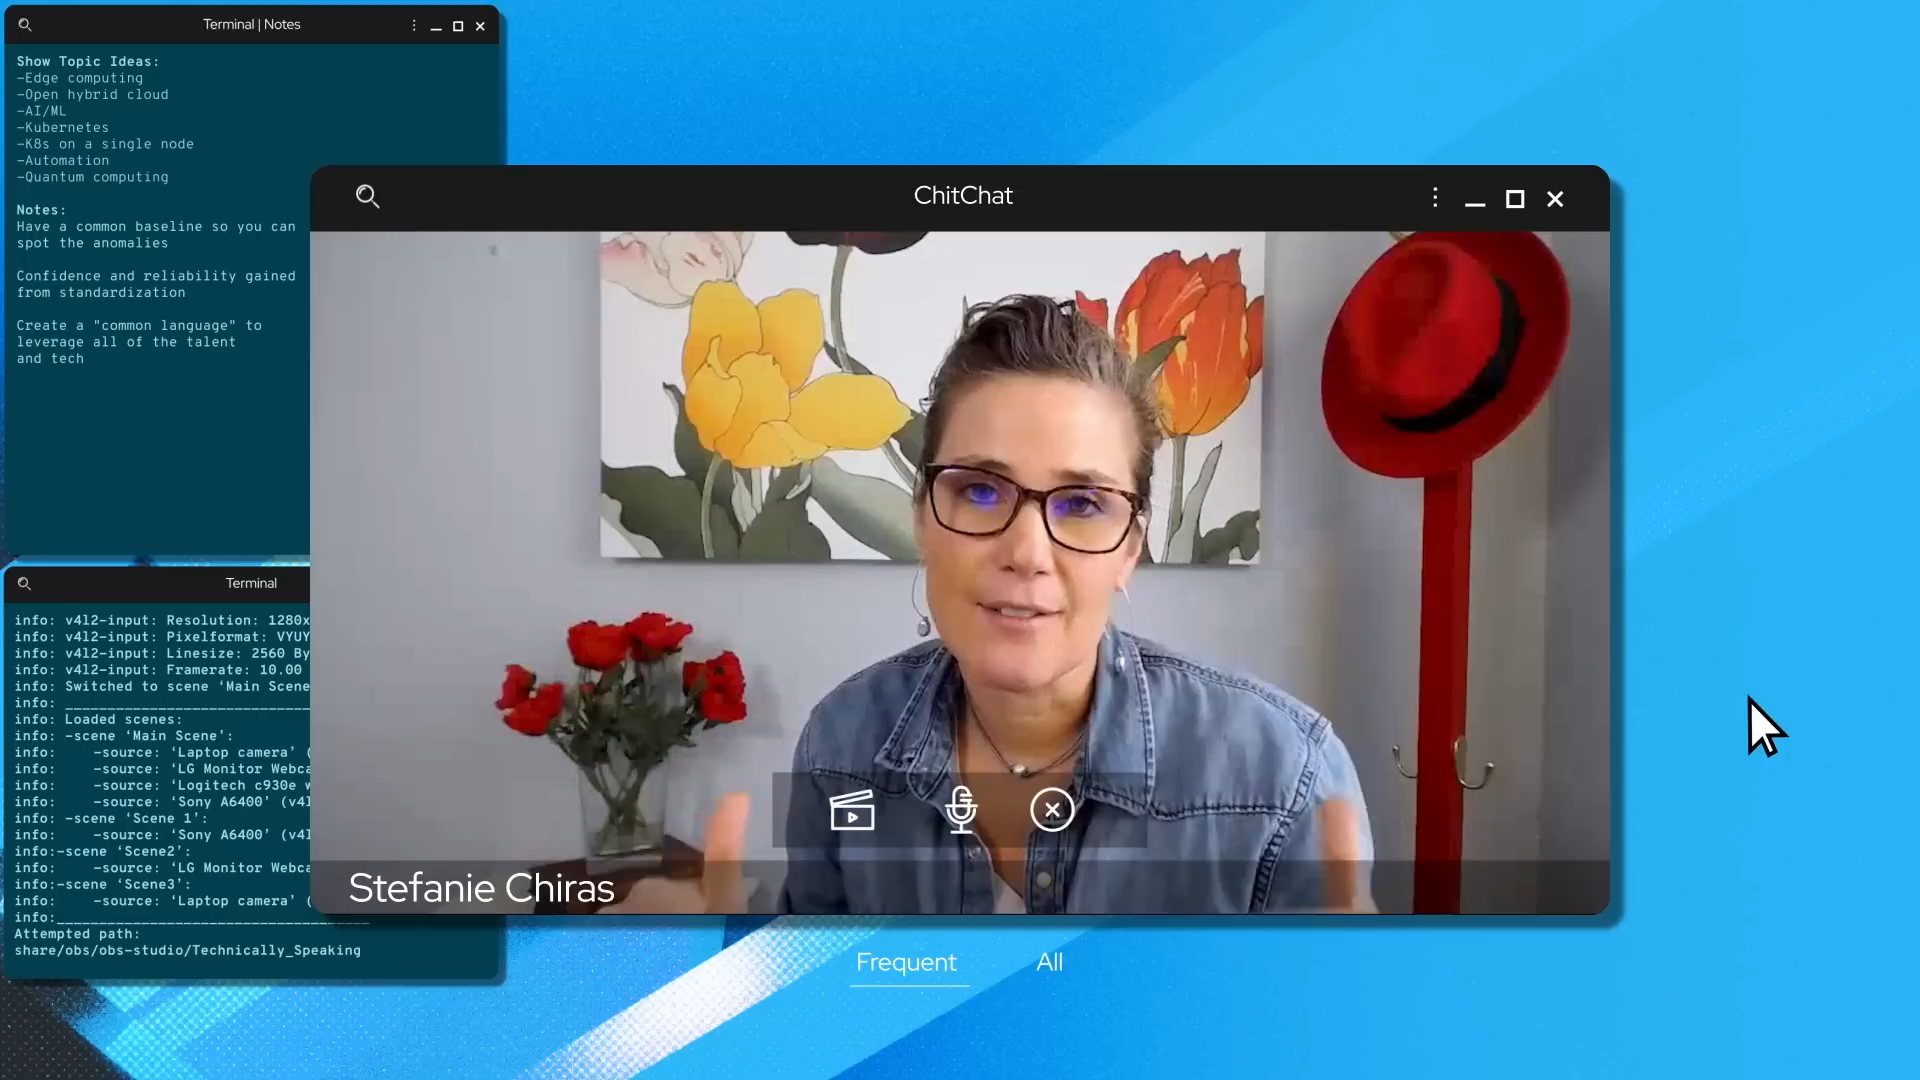 Terminal | Notes
Show Topic Ideas:
-Edge computing
-Open hybrid cloud
-AI/ML
-Kubernetes
-K8s on a single node
-Automation
-Quantum computing
Notes:
Have a common baseline so you can
spot the anomalies
Confidence and reliability gained
from standardization
Create a "common language" to
leverage all of the talent
and tech
ChitChat
Stefanie Chiras
Terminal
info: v4l2-input: Resolution: 1280x
info: v4l2-input: Pixelformat: VYUY
info: v4l2-input: Linesize: 2560 By
info: v4l2-input: Framerate: 10.00
info: Switched to scene ‘Main Scene
info: ______________________________
info: Loaded scenes:
info: -scene ‘Main Scene’:
info:    -source: ‘Laptop camera’ (
info:    -source: ‘LG Monitor Webca
info:    -source: ‘Logitech c930e w
info:    -source: ‘Sony A6400’ (v4l
info: -scene ‘Scene 1’:
info:    -source: ‘Sony A6400’ (v4l
info:-scene ‘Scene2’:
info:    -source: ‘LG Monitor Webca
info:-scene ‘Scene3’:
info:    -source: ‘Laptop camera’ (
info:_____________________________________
Attempted path:
share/obs/obs-studio/Technically_Speaking
Frequent All